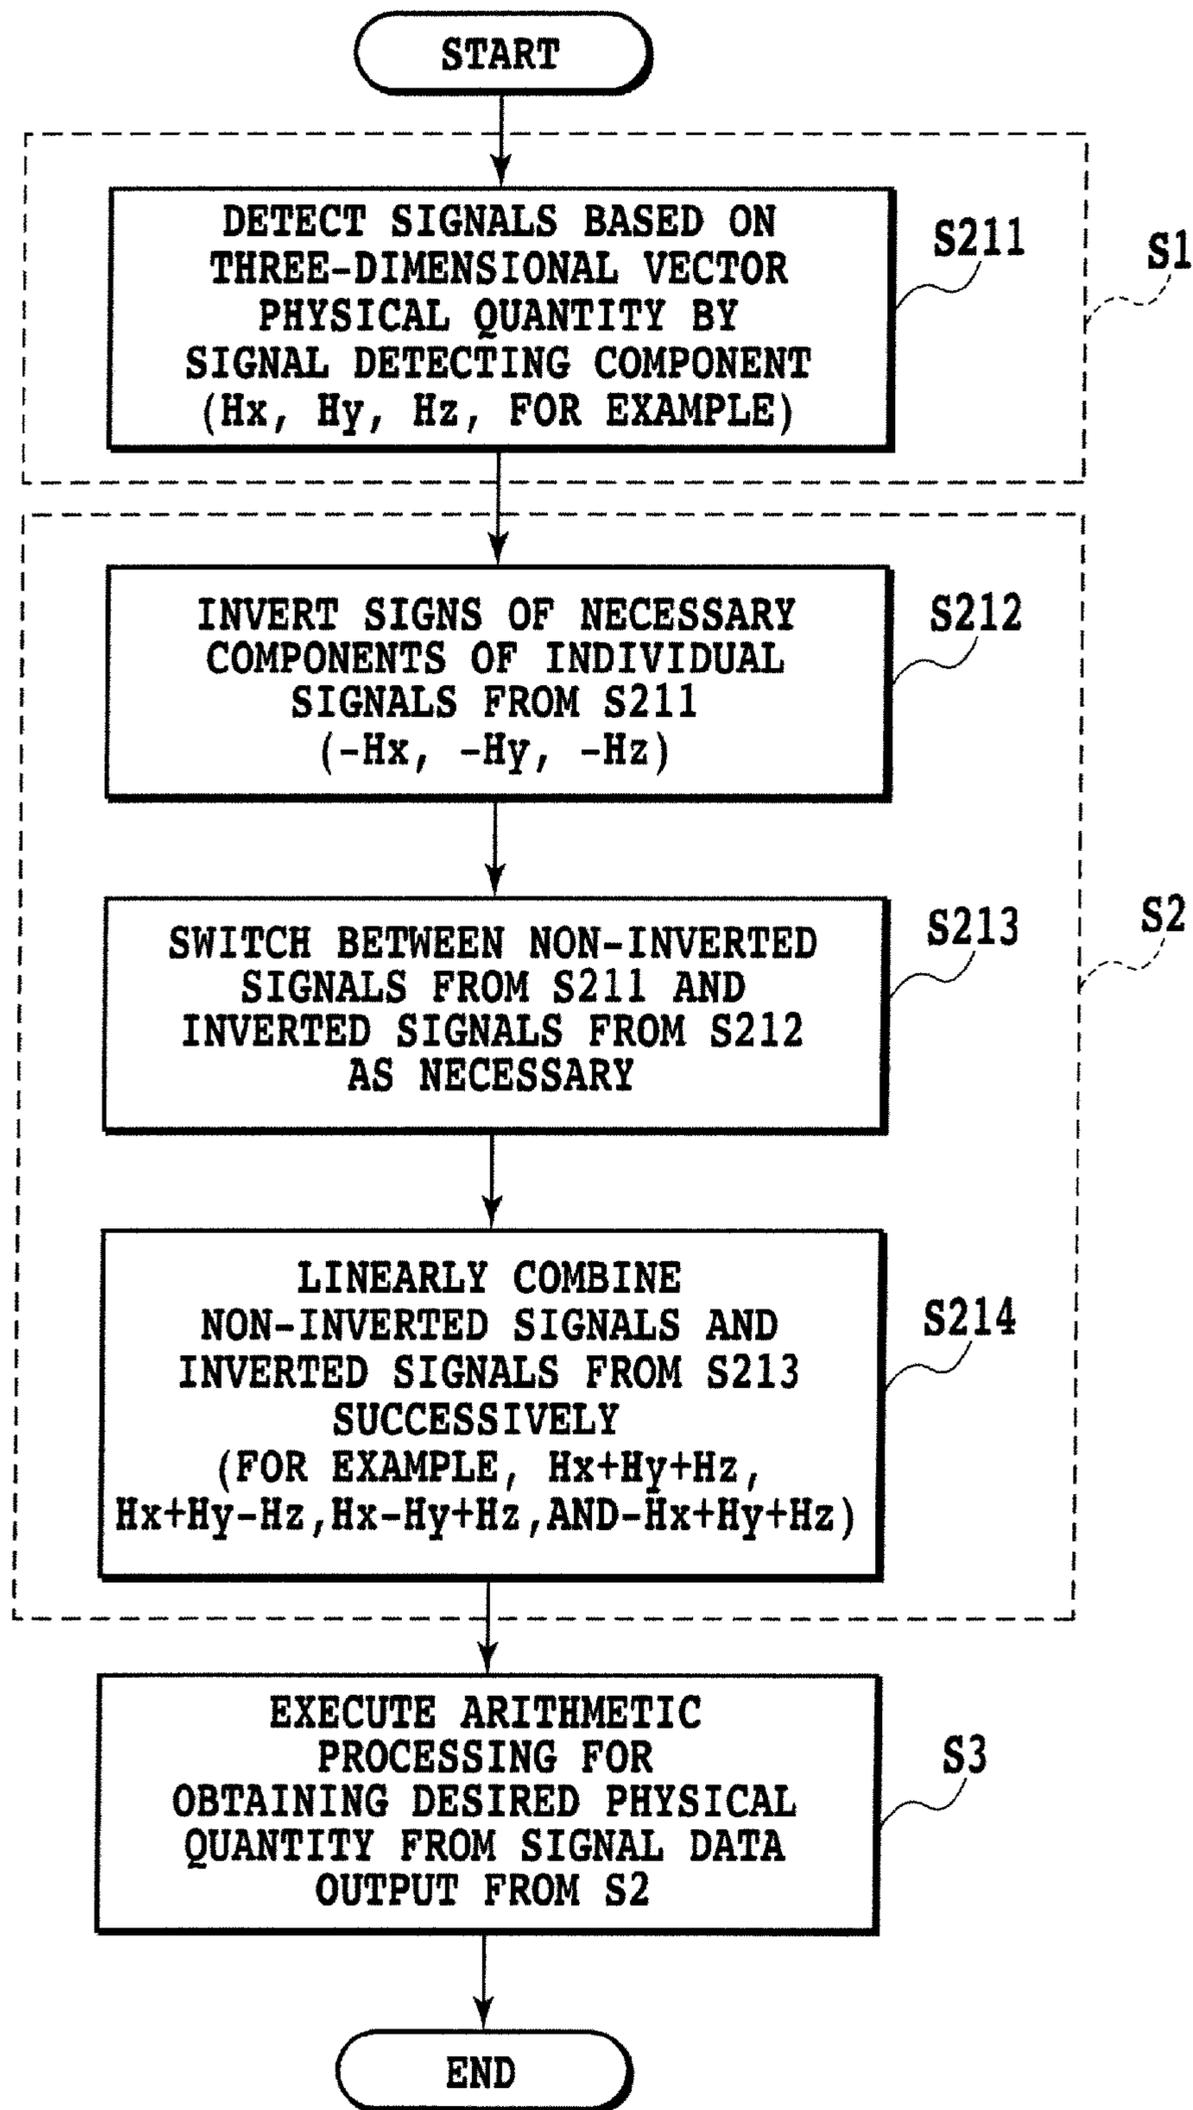 START
DETECT SIGNALS BASED ON
THREE-DIMENSIONAL VECTOR
PHYSICAL QUANTITY BY
SIGNAL DETECTING COMPONENT
(Hx, Hy, Hz, FOR EXAMPLE)
S211
S1
INVERT SIGNS OF NECESSARY
COMPONENTS OF INDIVIDUAL
SIGNALS FROM S211
(-Hx, -Hy, -Hz)
S212
SWITCH BETWEEN NON-INVERTED
SIGNALS FROM S211 AND
INVERTED SIGNALS FROM S212
AS NECESSARY
S213
S2
LINEARLY COMBINE
NON-INVERTED SIGNALS AND
INVERTED SIGNALS FROM S213
SUCCESSIVELY
(FOR EXAMPLE, Hx+Hy+Hz,
Hx+Hy-Hz,Hx-Hy+Hz,AND-Hx+Hy+Hz)
S214
EXECUTE ARITHMETIC
PROCESSING FOR
OBTAINING DESIRED PHYSICAL
QUANTITY FROM SIGNAL DATA
OUTPUT FROM S2
S3
END